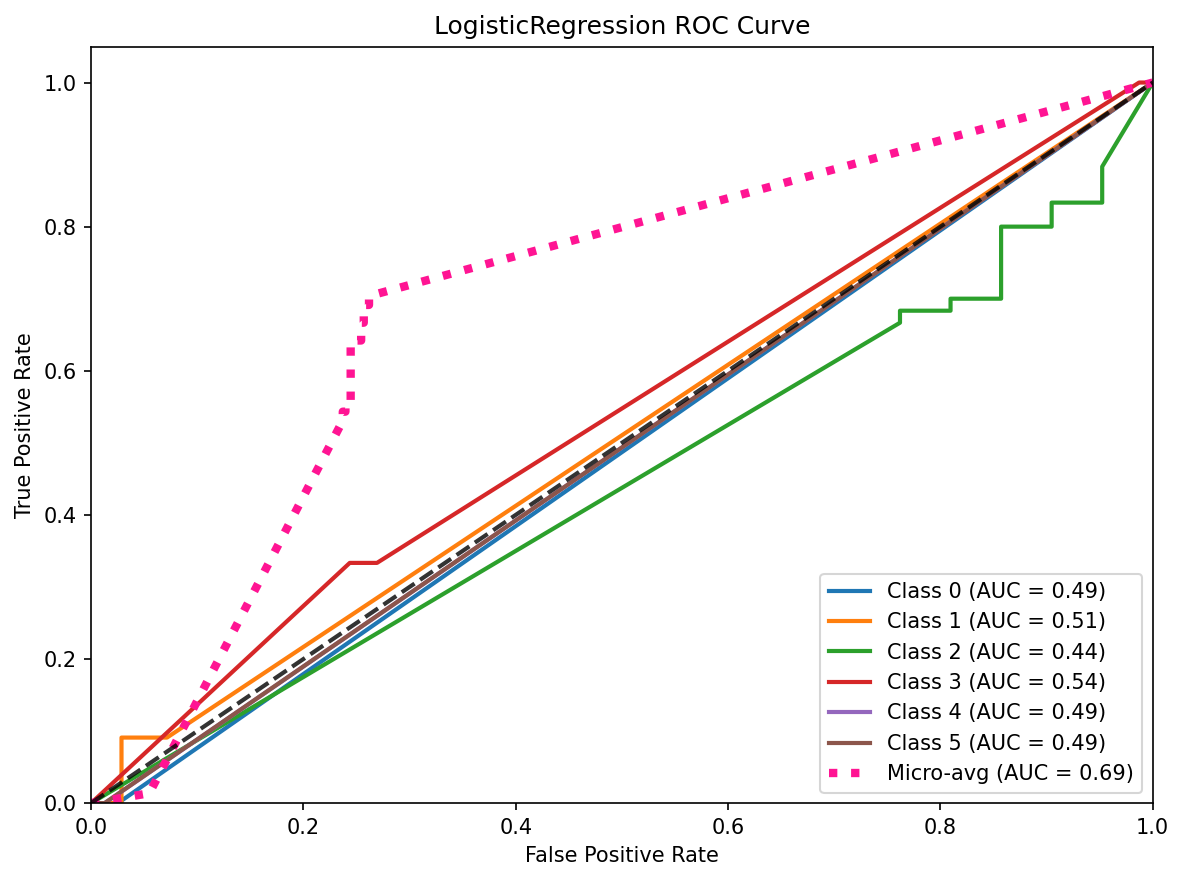 LogisticRegression ROC Curve
True Positive Rate
1.0
0.8
0.6
0.4
0.2
0.0
0.0 0.2 0.4 0.6 0.8 1.0
False Positive Rate
Class 0 (AUC = 0.49)
Class 1 (AUC = 0.51)
Class 2 (AUC = 0.44)
Class 3 (AUC = 0.54)
Class 4 (AUC = 0.49)
Class 5 (AUC = 0.49)
Micro-avg (AUC = 0.69)